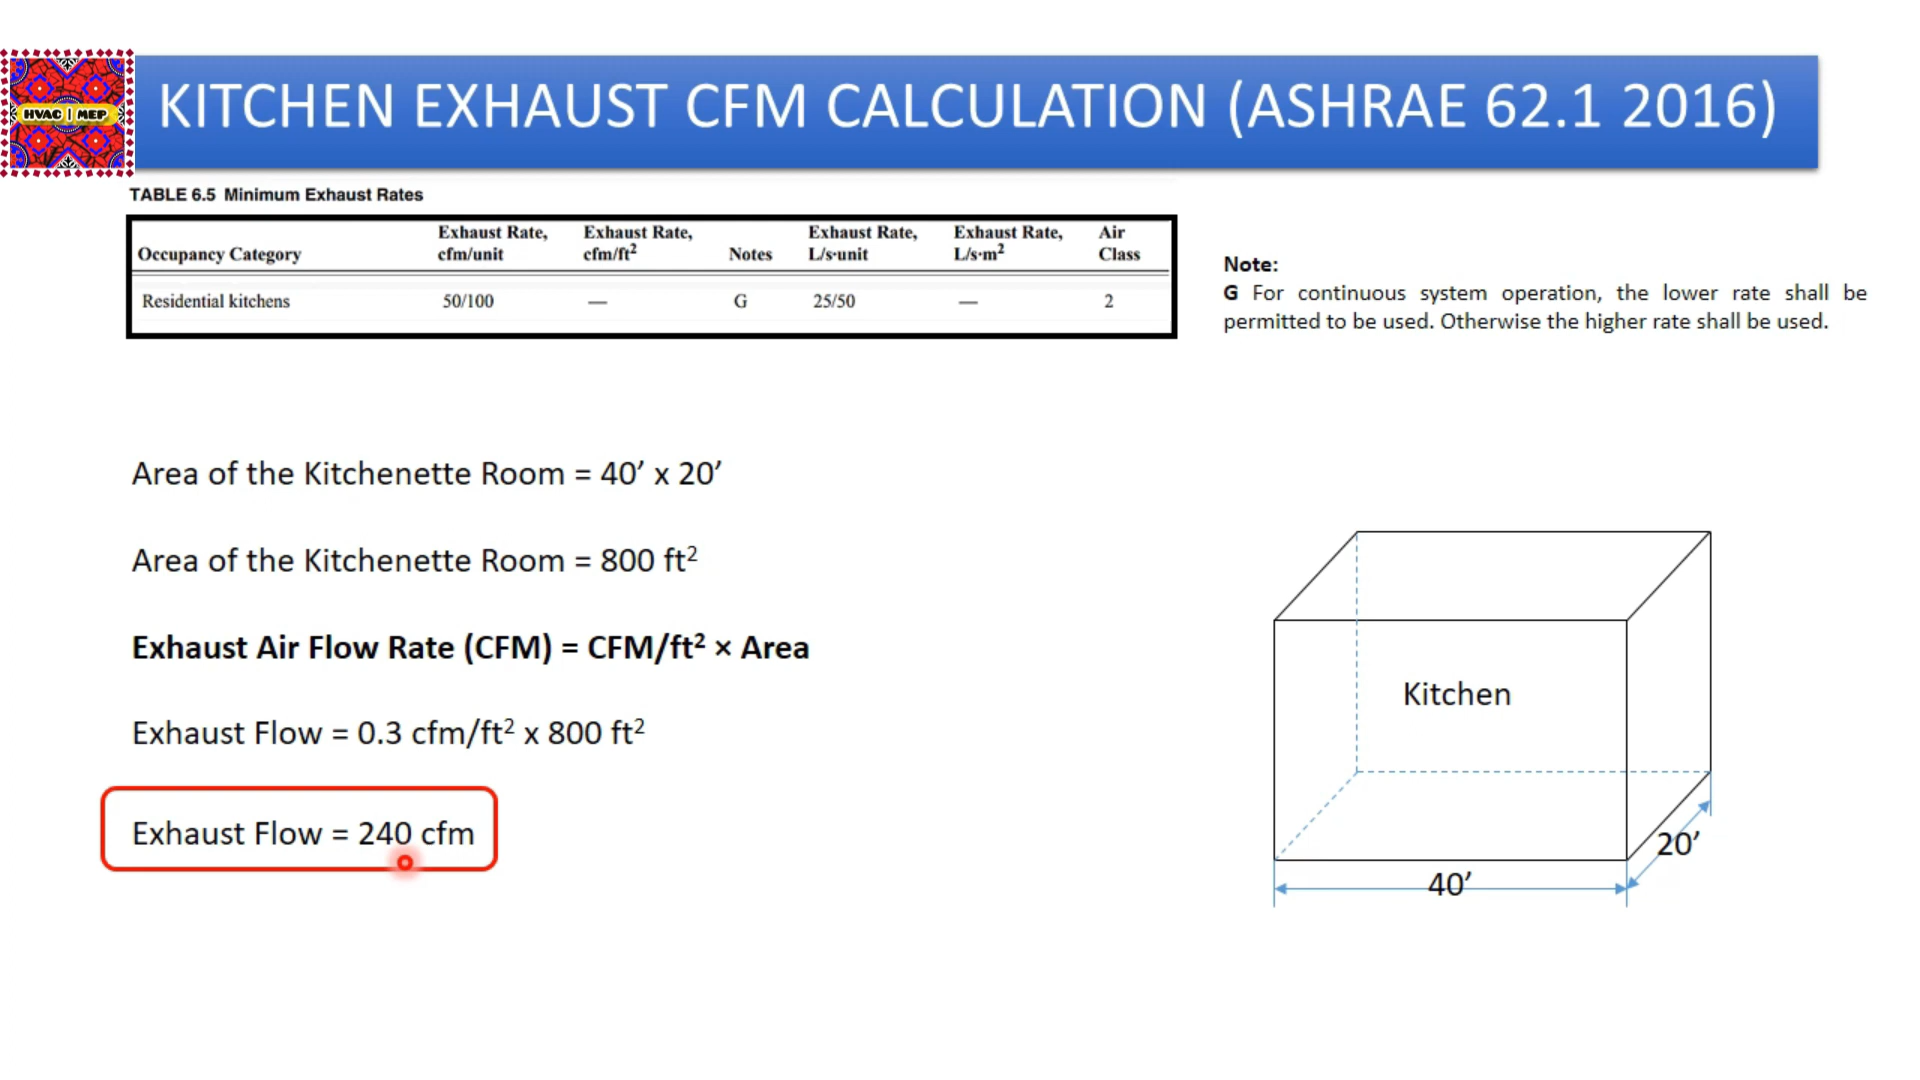 HVAC | MEP
KITCHEN EXHAUST CFM CALCULATION (ASHRAE 62.1 2016)
TABLE 6.5 Minimum Exhaust Rates
Occupancy Category Exhaust Rate, cfm/unit Exhaust Rate, cfm/ft² Notes Exhaust Rate, L/s·unit Exhaust Rate, L/s·m² Air Class
Residential kitchens 50/100 — G 25/50 — 2
Note:
G For continuous system operation, the lower rate shall be
permitted to be used. Otherwise the higher rate shall be used.
Area of the Kitchenette Room = 40’ x 20’
Area of the Kitchenette Room = 800 ft²
Exhaust Air Flow Rate (CFM) = CFM/ft² × Area
Exhaust Flow = 0.3 cfm/ft² x 800 ft²
Exhaust Flow = 240 cfm
Kitchen
20’
40’